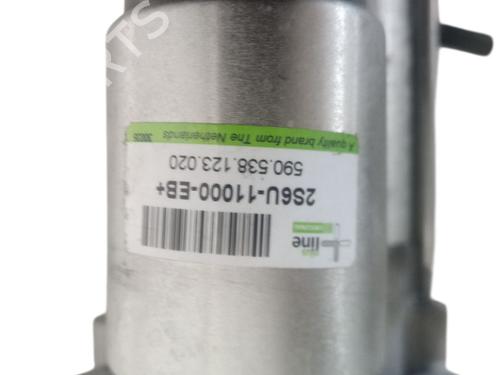 +line
2S6U-11000-EB+
590.538.123.020
A quality brand from The Netherlands